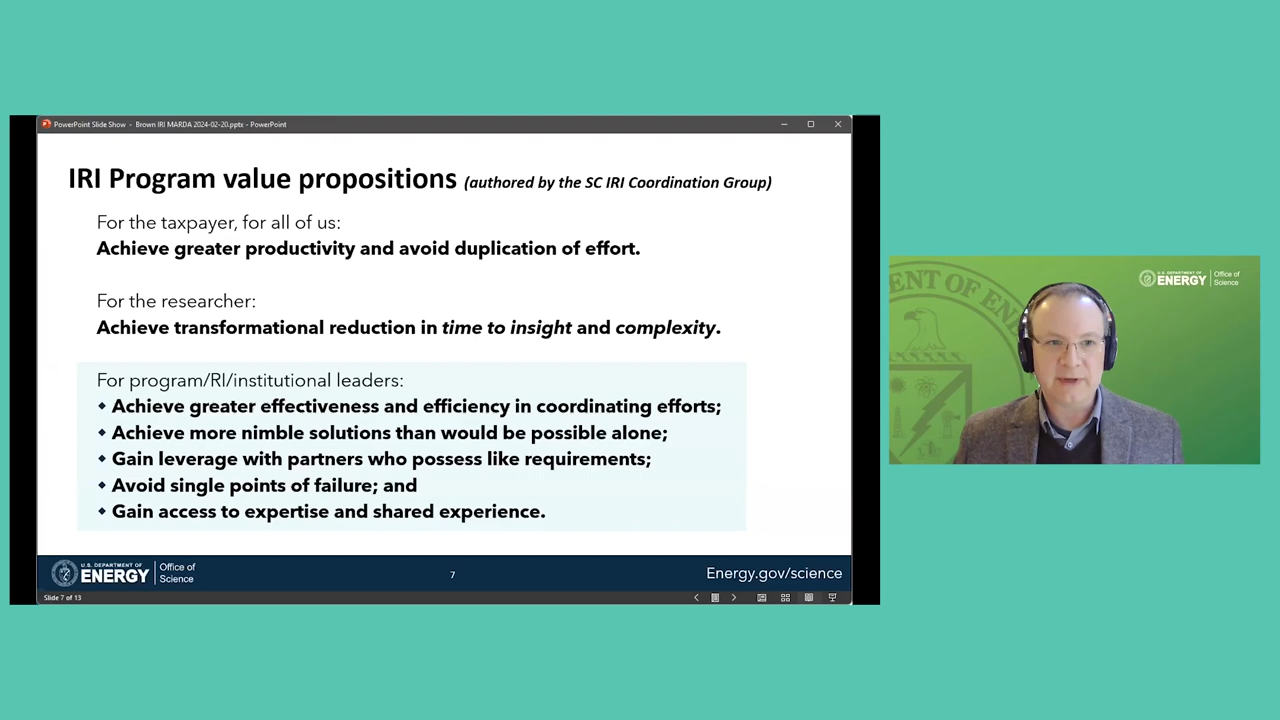 PowerPoint Slide Show - Brown IRI MARDA 2024-02-20.pptx - PowerPoint
IRI Program value propositions (authored by the SC IRI Coordination Group)
For the taxpayer, for all of us:
Achieve greater productivity and avoid duplication of effort.
For the researcher:
Achieve transformational reduction in time to insight and complexity.
For program/RI/institutional leaders:
Achieve greater effectiveness and efficiency in coordinating efforts;
Achieve more nimble solutions than would be possible alone;
Gain leverage with partners who possess like requirements;
Avoid single points of failure; and
Gain access to expertise and shared experience.
U.S. DEPARTMENT OF
ENERGY
Office of
Science
7
Energy.gov/science
Slide 7 of 13
MENT OF EN
U.S. DEPARTMENT OF
ENERGY
Office of
Science